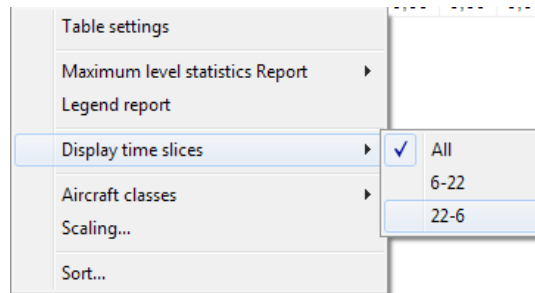 Table settings
Maximum level statistics Report
Legend report
Display time slices
All
6-22
22-6
Aircraft classes
Scaling...
Sort...